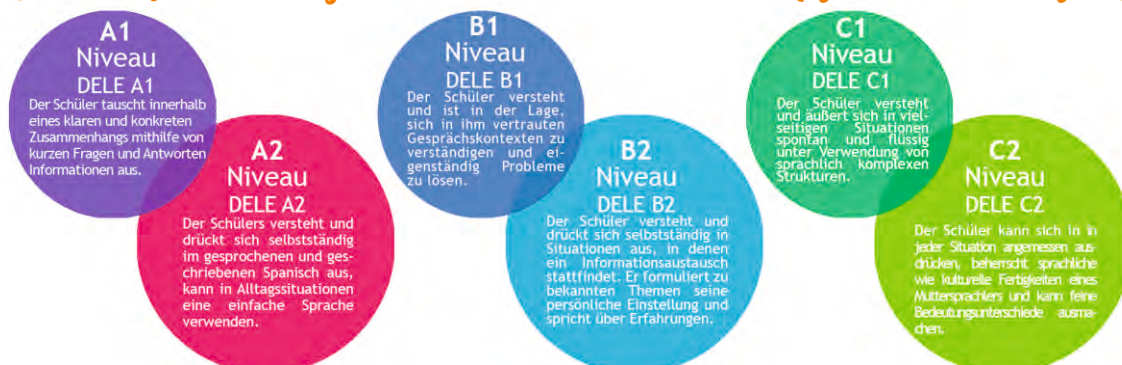 A1
Niveau
DELE A1
Der Schüler tauscht innerhalb
eines klaren und konkreten
Zusammenhangs mithilfe von
kurzen Fragen und Antworten
Informationen aus.
A2
Niveau
DELE A2
Der Schülers versteht und
drückt sich selbstständig
im gesprochenen und ges-
chriebenen Spanisch aus,
kann in Alltagssituationen
eine einfache Sprache
verwenden.
B1
Niveau
DELE B1
Der Schüler versteht
und ist in der Lage,
sich in ihm vertrauten
Gesprächskontexten zu
verständigen und ei-
genständig Probleme
zu lösen.
B2
Niveau
DELE B2
Der Schüler versteht und
drückt sich selbstständig in
Situationen aus, in denen
ein Informationsaustausch
stattfindet. Er formuliert zu
bekannten Themen seine
persönliche Einstellung und
spricht über Erfahrungen.
C1
Niveau
DELE C1
Der Schüler versteht
und äußert sich in viel-
seitigen Situationen
spontan und flüssig
unter Verwendung von
sprachlich komplexen
Strukturen.
C2
Niveau
DELE C2
Der Schüler kann sich in in
jeder Situation angemessen aus-
drücken, beherrscht sprachliche
wie kulturelle Fertigkeiten eines
Muttersprachlers und kann feine
Bedeutungsunterschiede ausma-
chen.